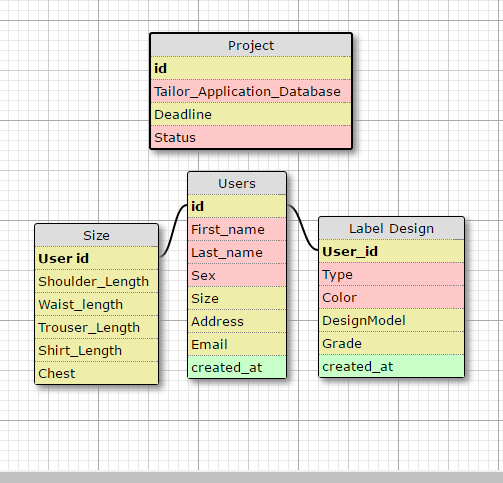 Project
id
Tailor_Application_Database
Deadline
Status
Users
id
First_name
Last_name
Sex
Size
Address
Email
created_at
Size
User id
Shoulder_Length
Waist_length
Trouser_Length
Shirt_Length
Chest
Label Design
User_id
Type
Color
DesignModel
Grade
created_at